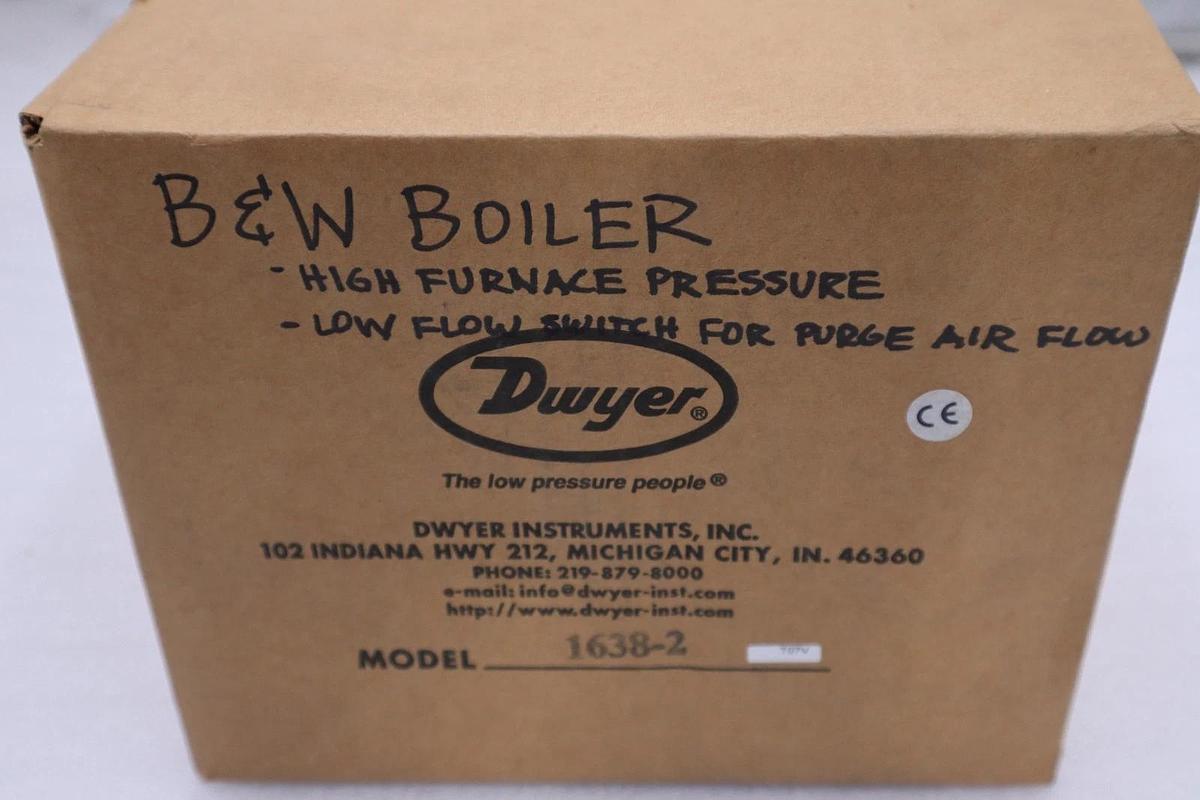 B & W BOILER
- HIGH FURNACE PRESSURE
- LOW FLOW SWITCH FOR PURGE AIR FLOW
Dwyer®
CE
The low pressure people®
DWYER INSTRUMENTS, INC.
102 INDIANA HWY 212, MICHIGAN CITY, IN. 46360
PHONE: 219-879-8000
e-mail: info@dwyer-inst.com
http://www.dwyer-inst.com
MODEL 1638-2